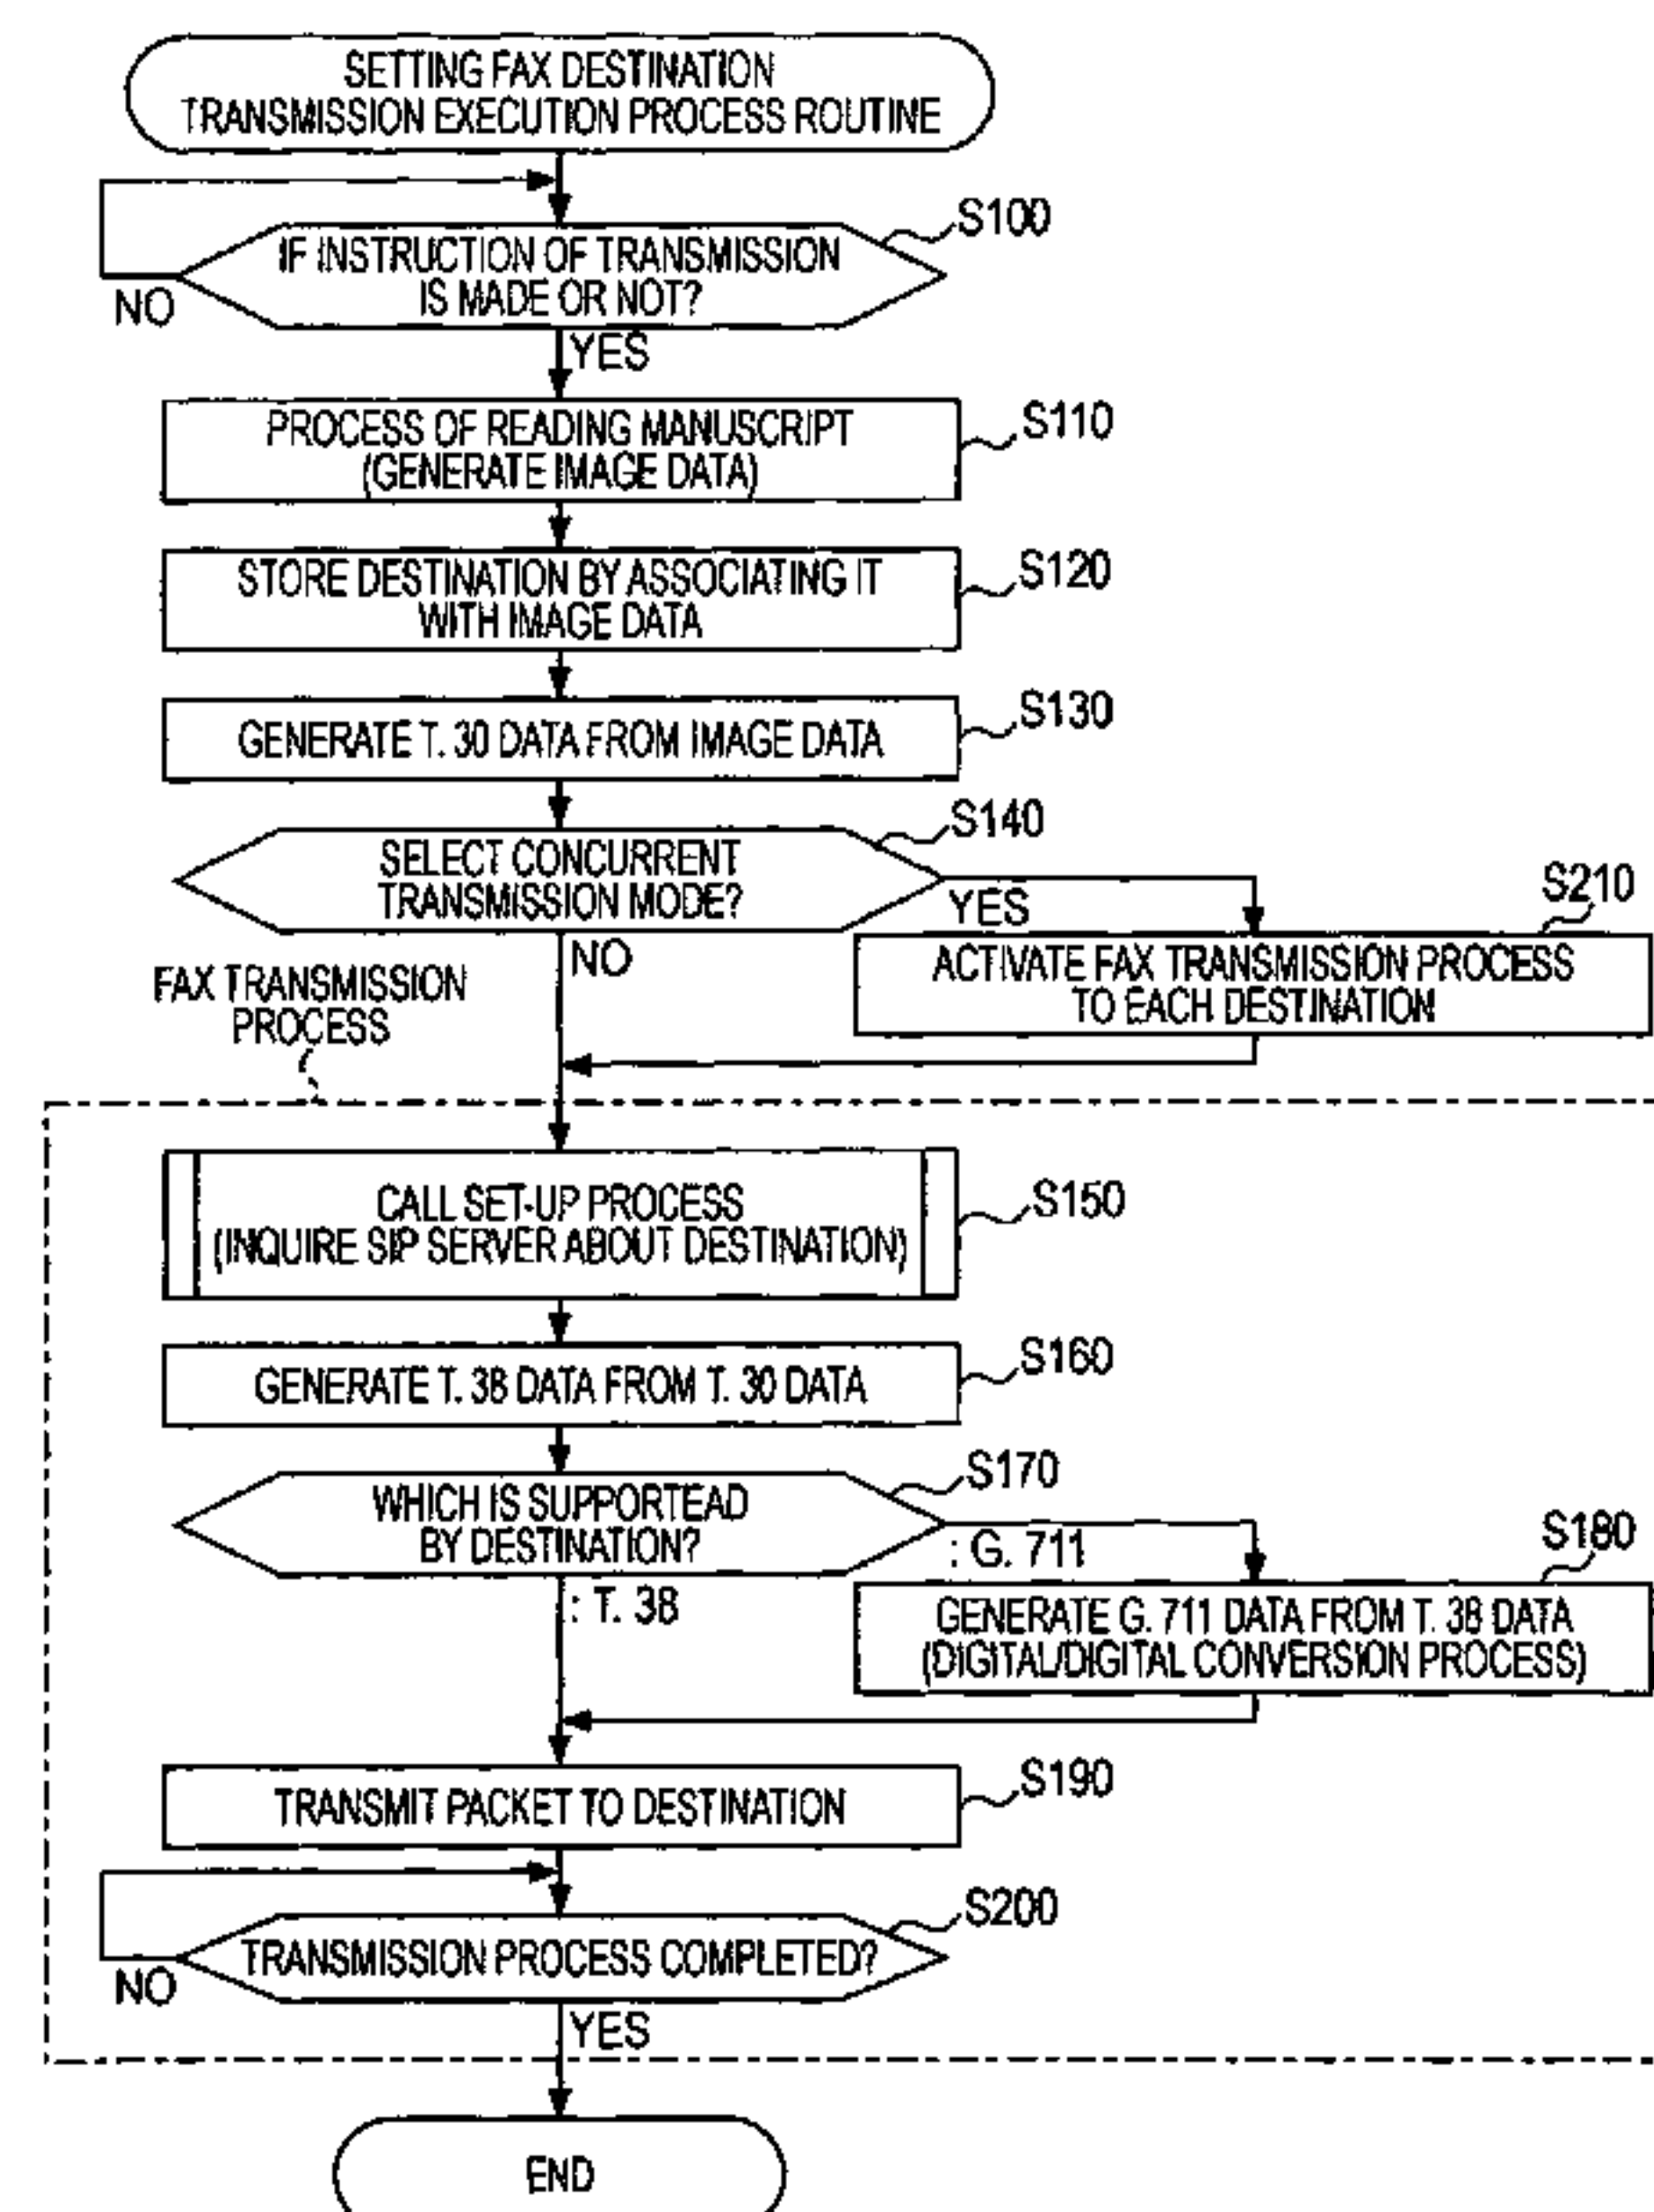 SETTING FAX DESTINATION
TRANSMISSION EXECUTION PROCESS ROUTINE
S100
IF INSTRUCTION OF TRANSMISSION
IS MADE OR NOT?
NO
YES
S110
PROCESS OF READING MANUSCRIPT
(GENERATE IMAGE DATA)
S120
STORE DESTINATION BY ASSOCIATING IT
WITH IMAGE DATA
S130
GENERATE T. 30 DATA FROM IMAGE DATA
S140
SELECT CONCURRENT
TRANSMISSION MODE?
YES
NO
S210
ACTIVATE FAX TRANSMISSION PROCESS
TO EACH DESTINATION
FAX TRANSMISSION
PROCESS
S150
CALL SET-UP PROCESS
(INQUIRE SIP SERVER ABOUT DESTINATION)
S160
GENERATE T. 38 DATA FROM T. 30 DATA
S170
WHICH IS SUPPORTEAD
BY DESTINATION?
: G. 711
: T. 38
S180
GENERATE G. 711 DATA FROM T. 38 DATA
(DIGITAL/DIGITAL CONVERSION PROCESS)
S190
TRANSMIT PACKET TO DESTINATION
S200
TRANSMISSION PROCESS COMPLETED?
NO
YES
END